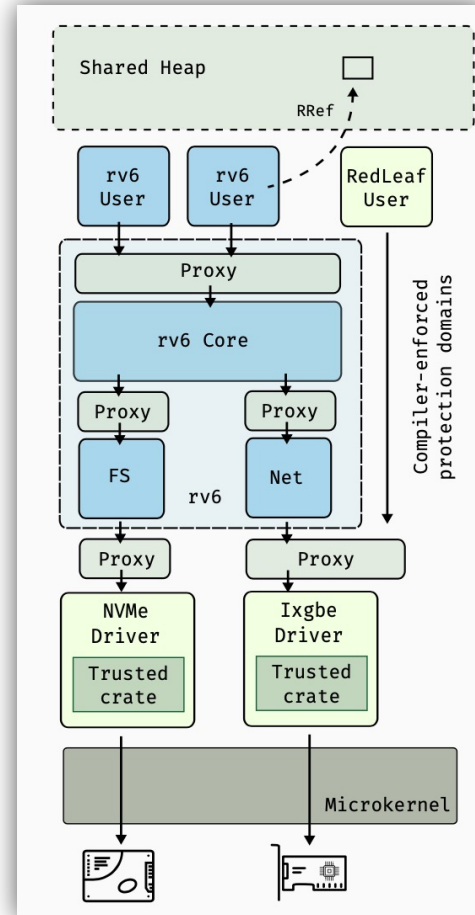 Shared Heap
RRef
rv6
User
rv6
User
RedLeaf
User
Proxy
rv6 Core
Proxy
Proxy
FS
rv6
Net
Compiler-enforced
protection domains
Proxy
Proxy
NVMe
Driver
Trusted
crate
Ixgbe
Driver
Trusted
crate
Microkernel